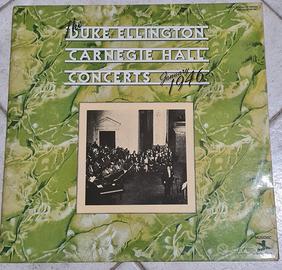 The
DUKE ELLINGTON
CARNEGIE HALL
CONCERTS January 1946